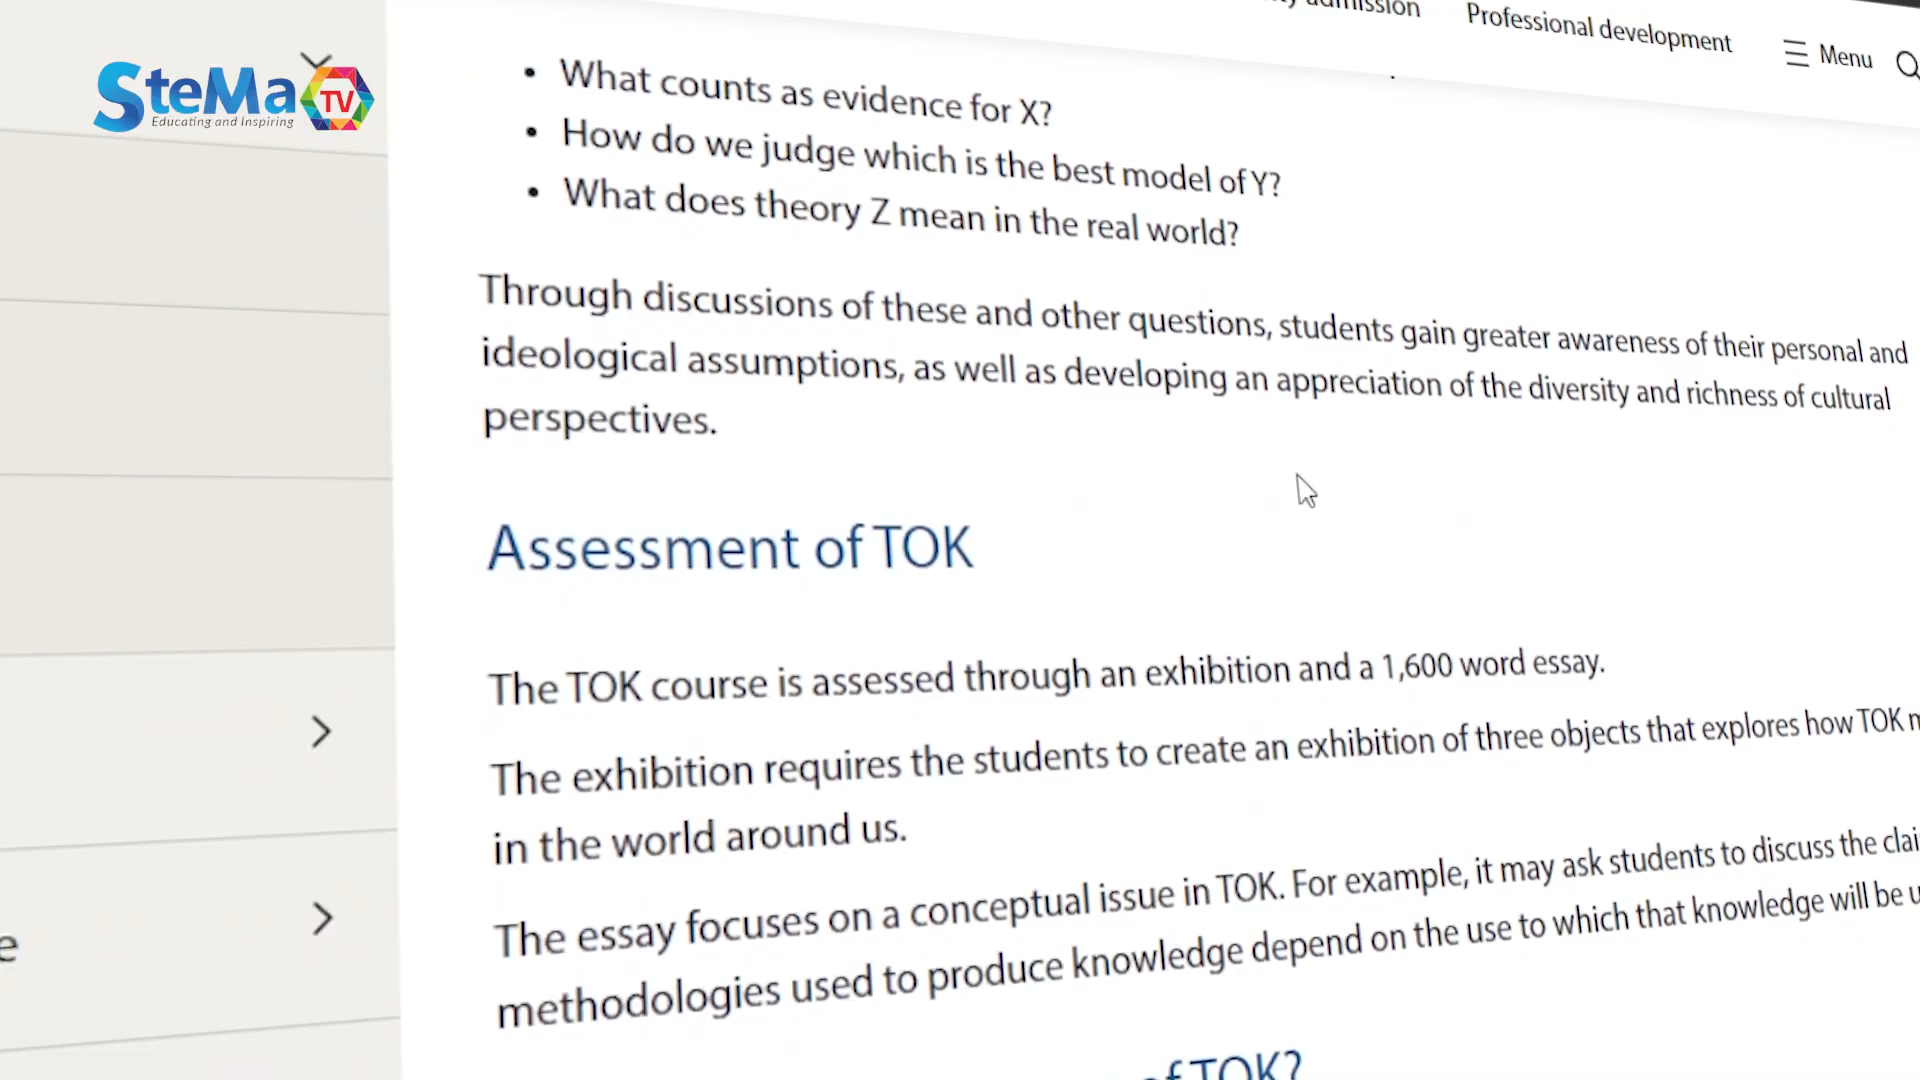 SteMa TV
Educating and Inspiring
admission
Professional development
Menu
• What counts as evidence for X?
• How do we judge which is the best model of Y?
• What does theory Z mean in the real world?
Through discussions of these and other questions, students gain greater awareness of their personal and
ideological assumptions, as well as developing an appreciation of the diversity and richness of cultural
perspectives.
Assessment of TOK
The TOK course is assessed through an exhibition and a 1,600 word essay.
The exhibition requires the students to create an exhibition of three objects that explores how TOK
in the world around us.
The essay focuses on a conceptual issue in TOK. For example, it may ask students to discuss the
methodologies used to produce knowledge depend on the use to which that knowledge will be
e
of TOK?